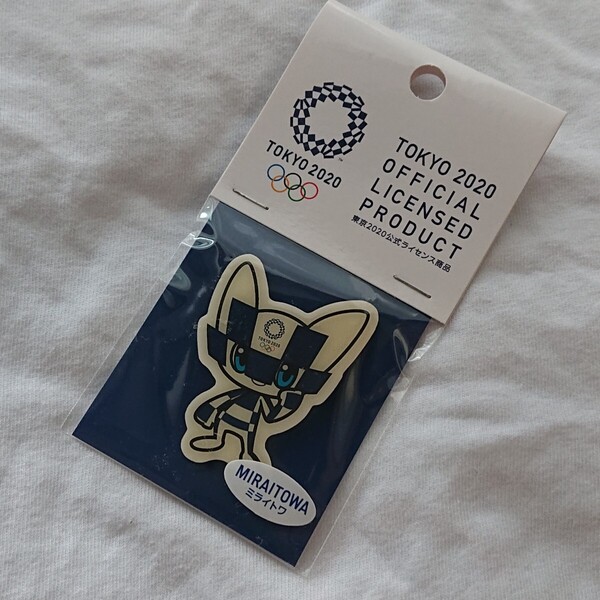 TOKYO 2020
TOKYO 2020
OFFICIAL
LICENSED
PRODUCT
東京2020公式ライセンス商品
TOKYO 2020
MIRAITOWA
ミライトワ